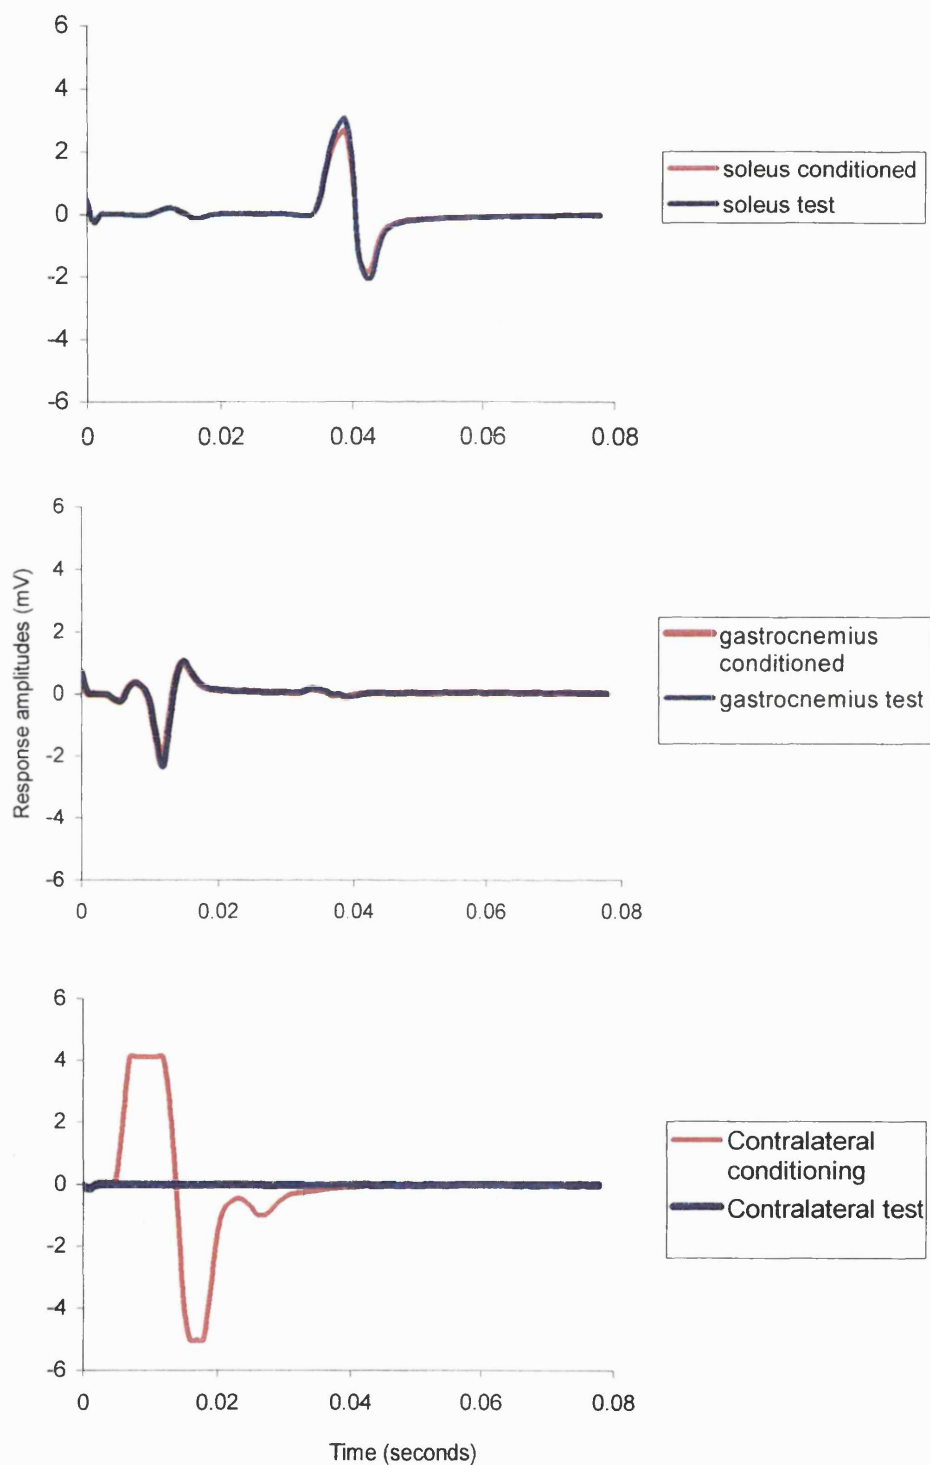 6
4
2
0
-2
-4
-6
0 0.02 0.04 0.06 0.08
soleus conditioned
soleus test
Response amplitudes (mV)
6
4
2
0
-2
-4
-6
0 0.02 0.04 0.06 0.08
gastrocnemius
conditioned
gastrocnemius test
6
4
2
0
-2
-4
-6
0 0.02 0.04 0.06 0.08
Contralateral
conditioning
Contralateral test
Time (seconds)